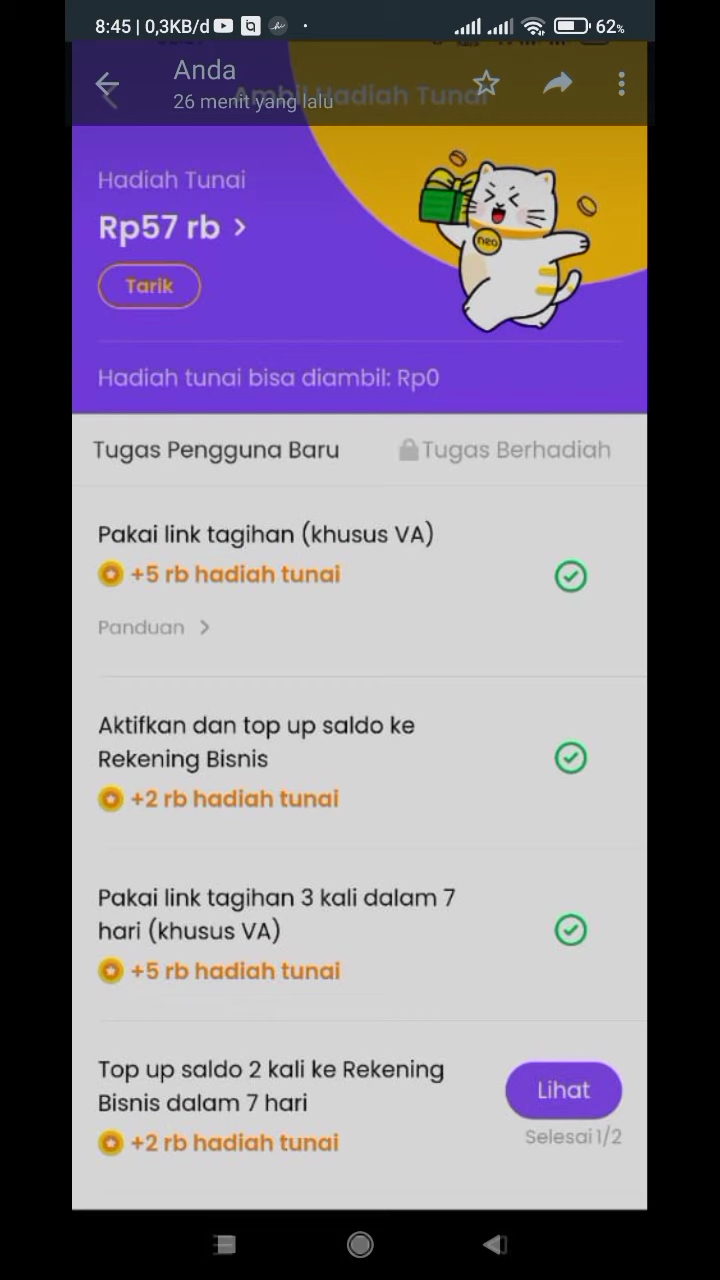 8:45 | 0,3KB/d
62%
Anda
26 menit yang lalu
Ambil Hadiah Tunai
Hadiah Tunai
Rp57 rb >
neo
Tarik
Hadiah tunai bisa diambil: Rp0
Tugas Pengguna Baru
Tugas Berhadiah
Pakai link tagihan (khusus VA)
+5 rb hadiah tunai
Panduan >
Aktifkan dan top up saldo ke
Rekening Bisnis
+2 rb hadiah tunai
Pakai link tagihan 3 kali dalam 7
hari (khusus VA)
+5 rb hadiah tunai
Top up saldo 2 kali ke Rekening
Bisnis dalam 7 hari
+2 rb hadiah tunai
Lihat
Selesai 1/2